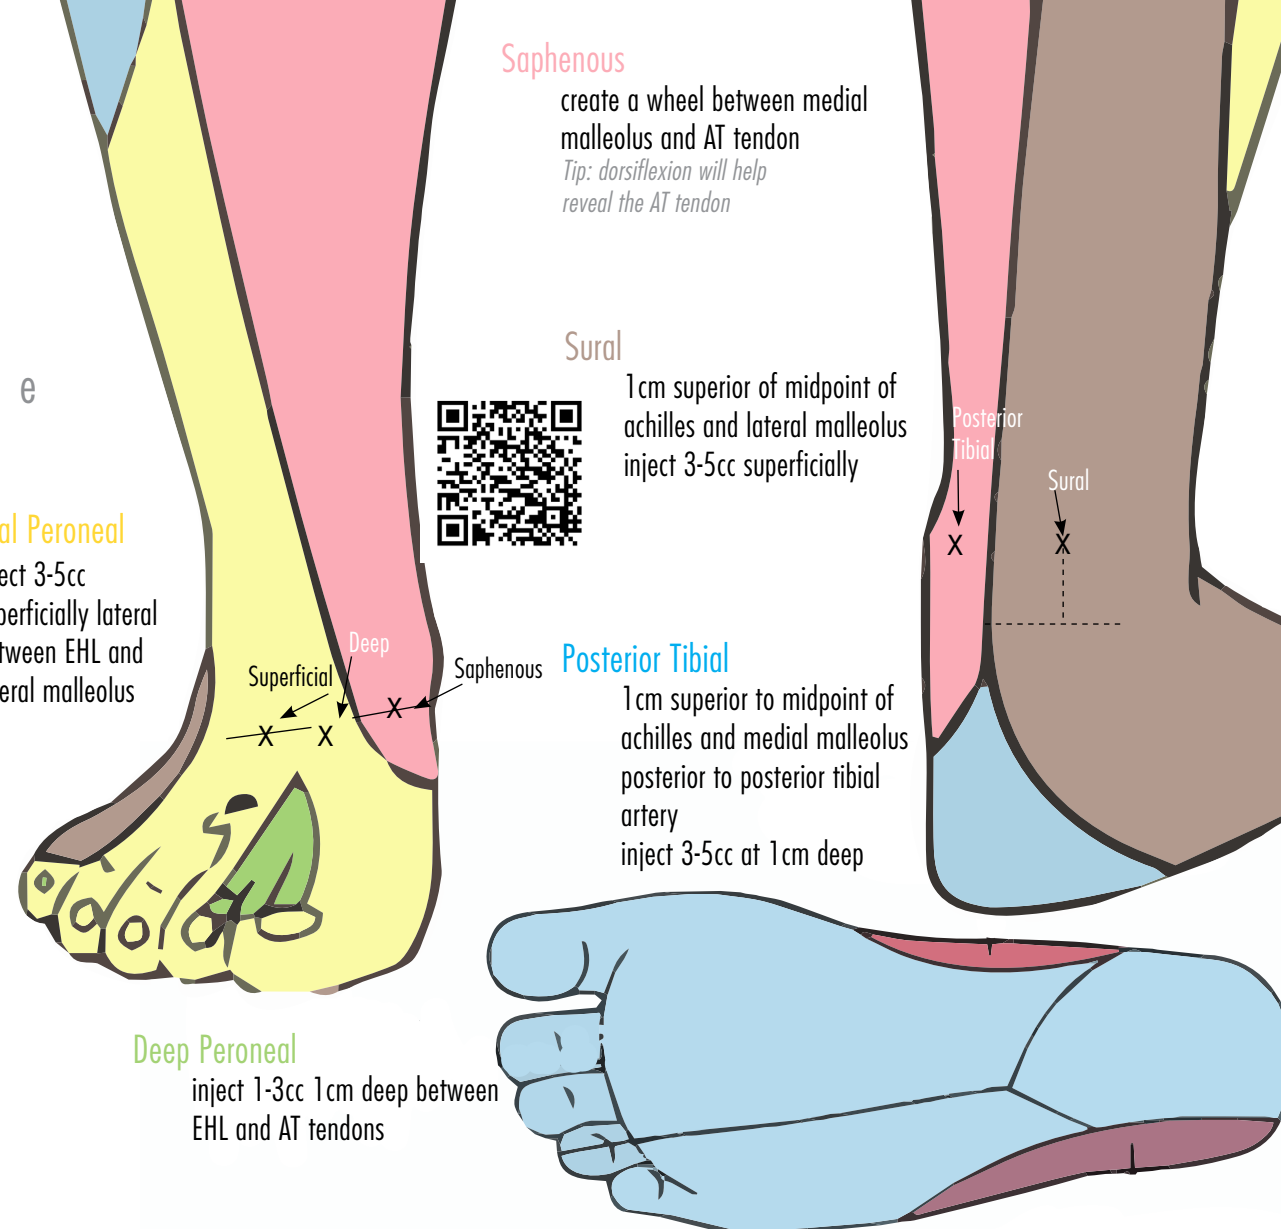 Saphenous
create a wheel between medial
malleolus and AT tendon
Tip: dorsiflexion will help
reveal the AT tendon
e
Sural
1cm superior of midpoint of
achilles and lateral malleolus
inject 3-5cc superficially
Posterior
Tibial
Sural
X
X
al Peroneal
ect 3-5cc
perficially lateral
tween EHL and
eral malleolus
Deep
Superficial
Saphenous
X
X
X
Posterior Tibial
1cm superior to midpoint of
achilles and medial malleolus
posterior to posterior tibial
artery
inject 3-5cc at 1cm deep
Deep Peroneal
inject 1-3cc 1cm deep between
EHL and AT tendons